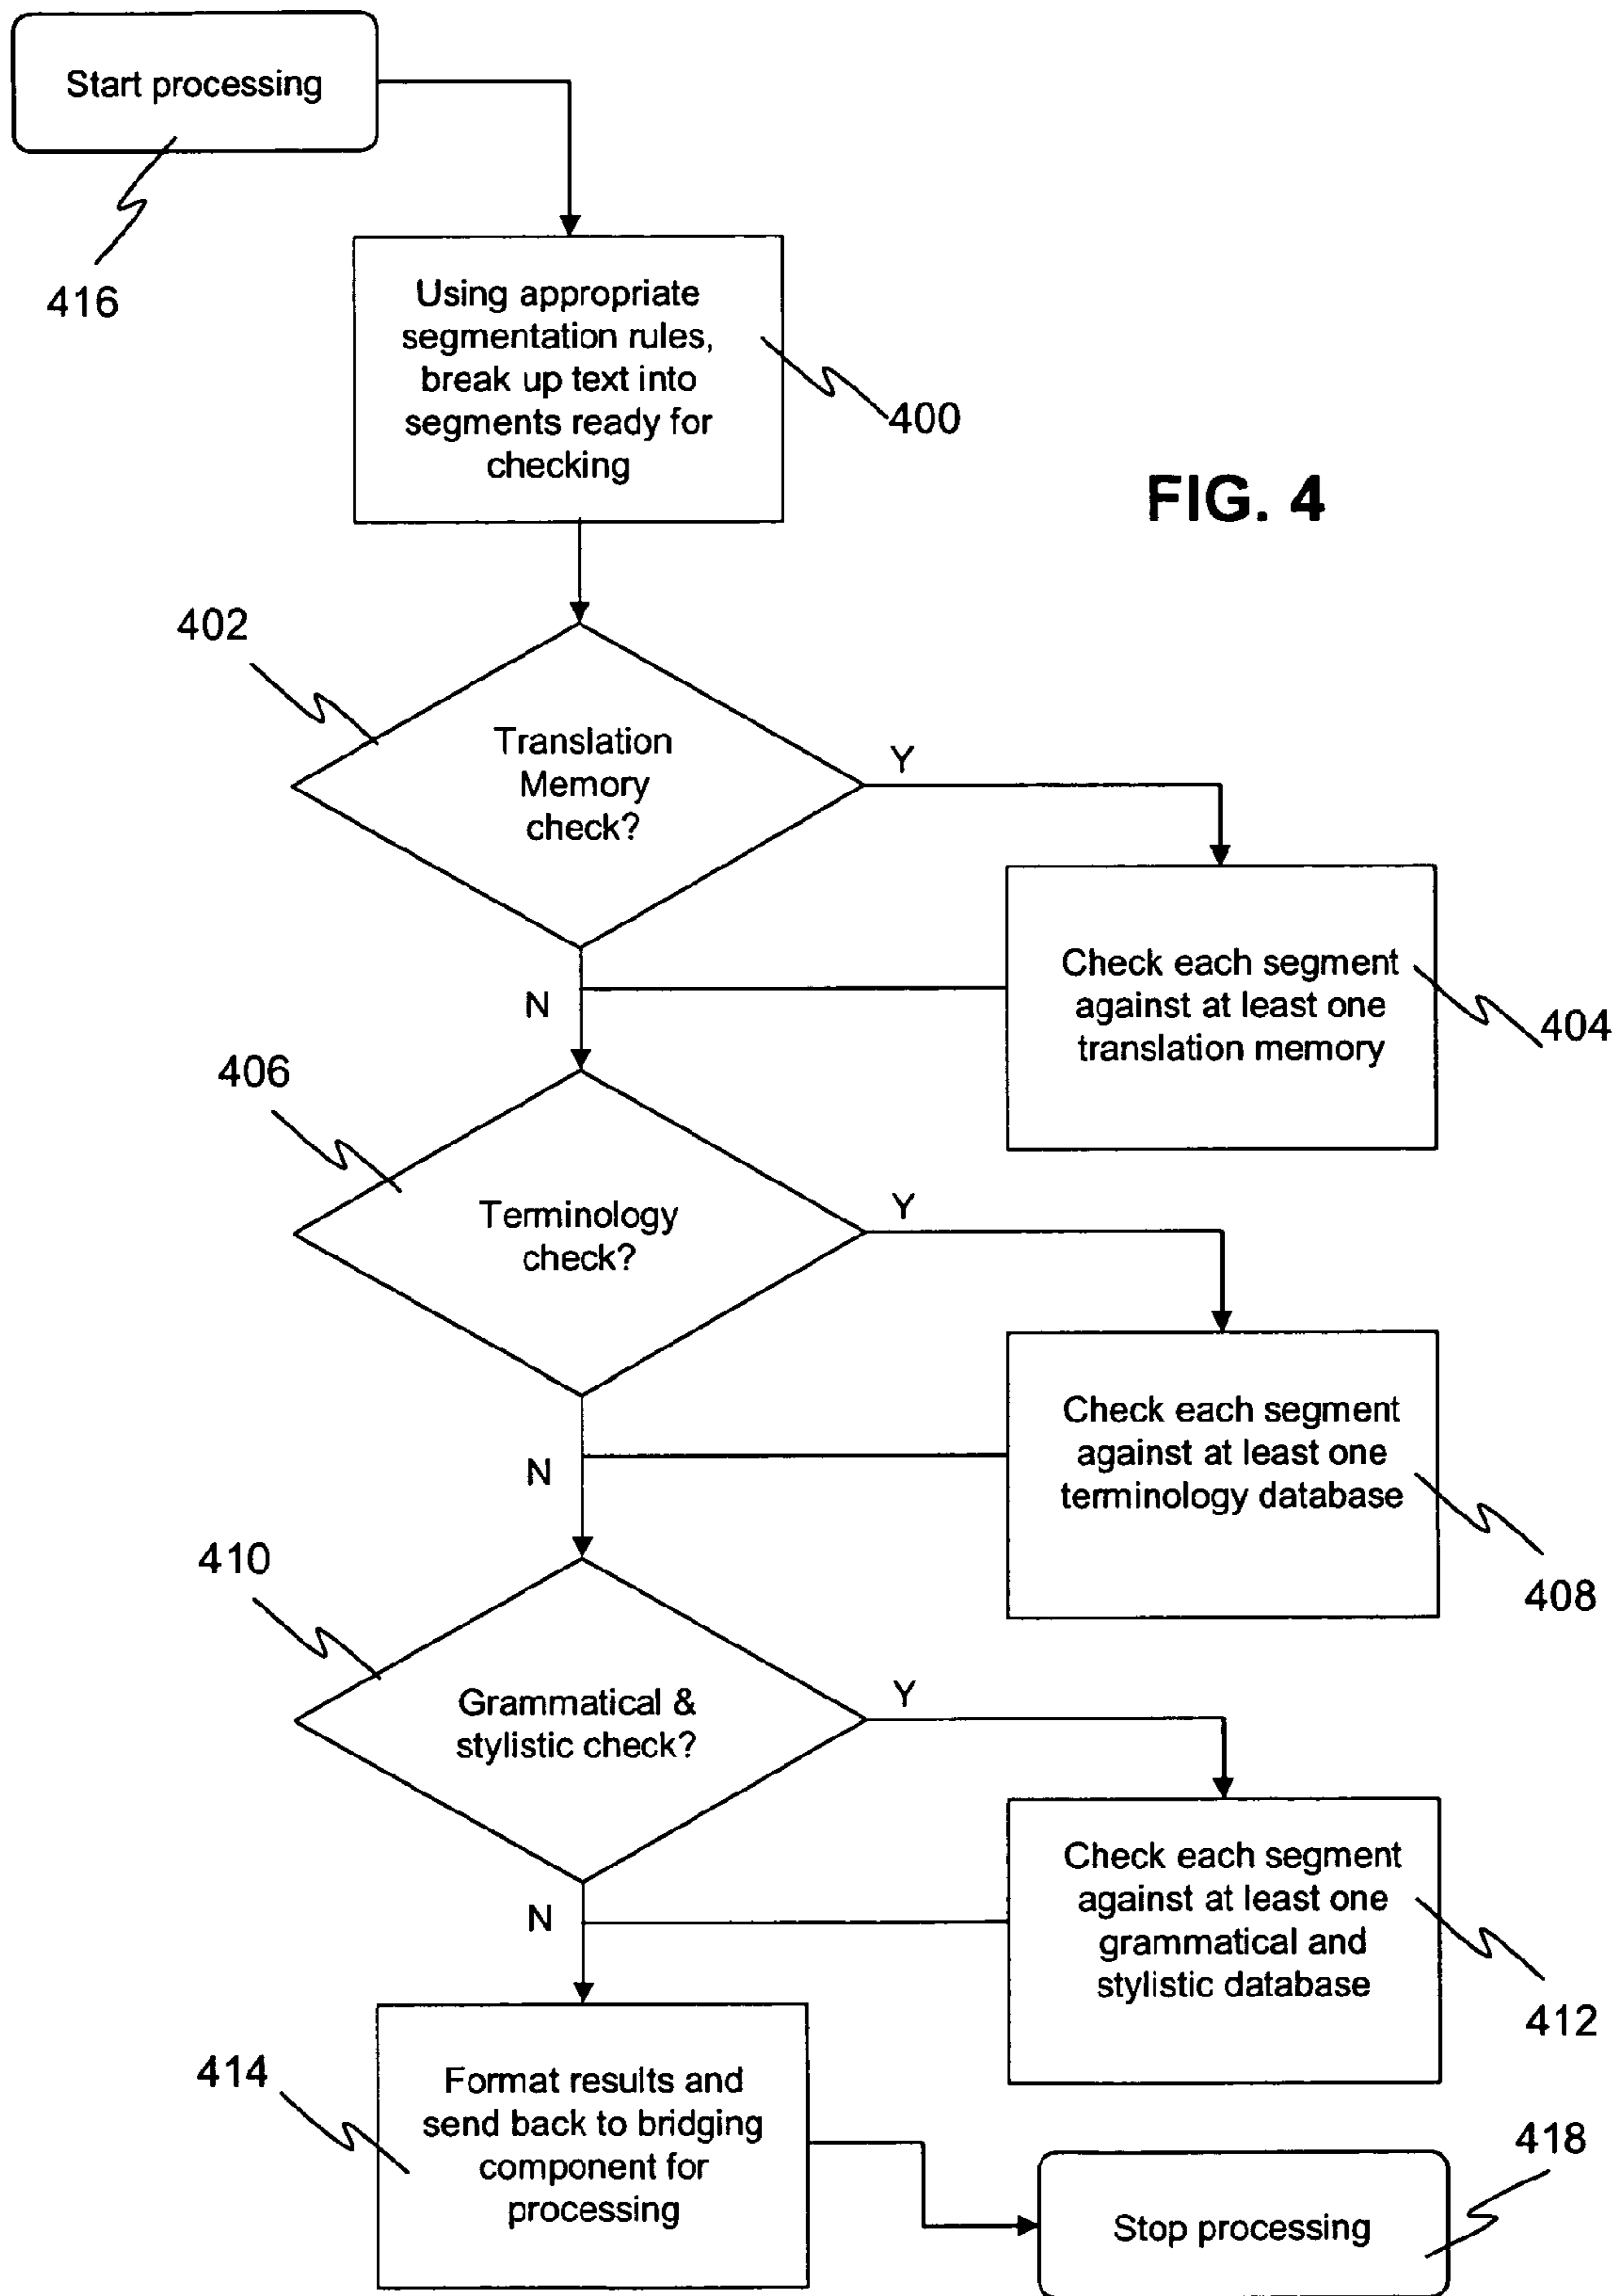 Start processing
416
Using appropriate
segmentation rules,
break up text into
segments ready for
checking
400
FIG. 4
402
Translation
Memory
check?
Y
N
Check each segment
against at least one
translation memory
404
406
Terminology
check?
Y
N
Check each segment
against at least one
terminology database
408
410
Grammatical &
stylistic check?
Y
N
Check each segment
against at least one
grammatical and
stylistic database
412
414
Format results and
send back to bridging
component for
processing
418
Stop processing